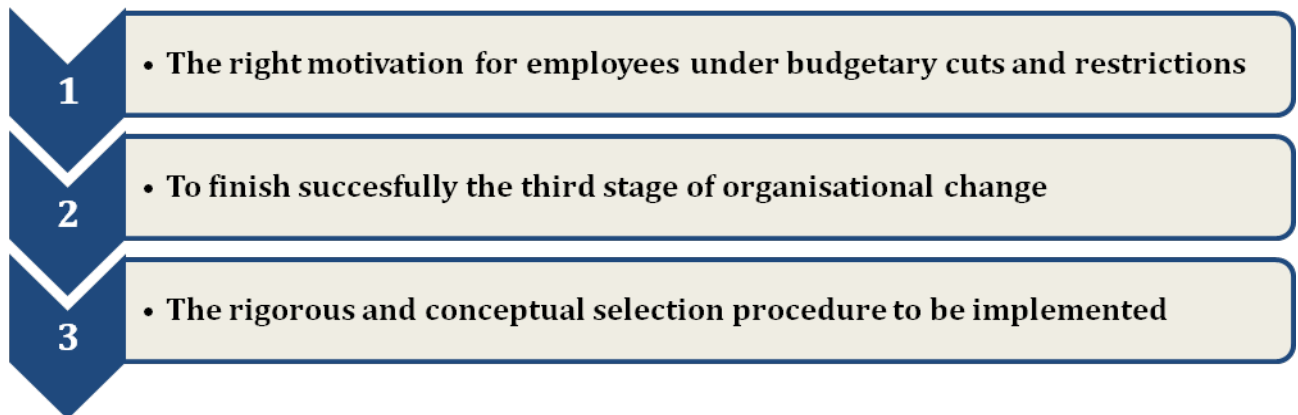 1
• The right motivation for employees under budgetary cuts and restrictions
2
• To finish succesfully the third stage of organisational change
3
• The rigorous and conceptual selection procedure to be implemented